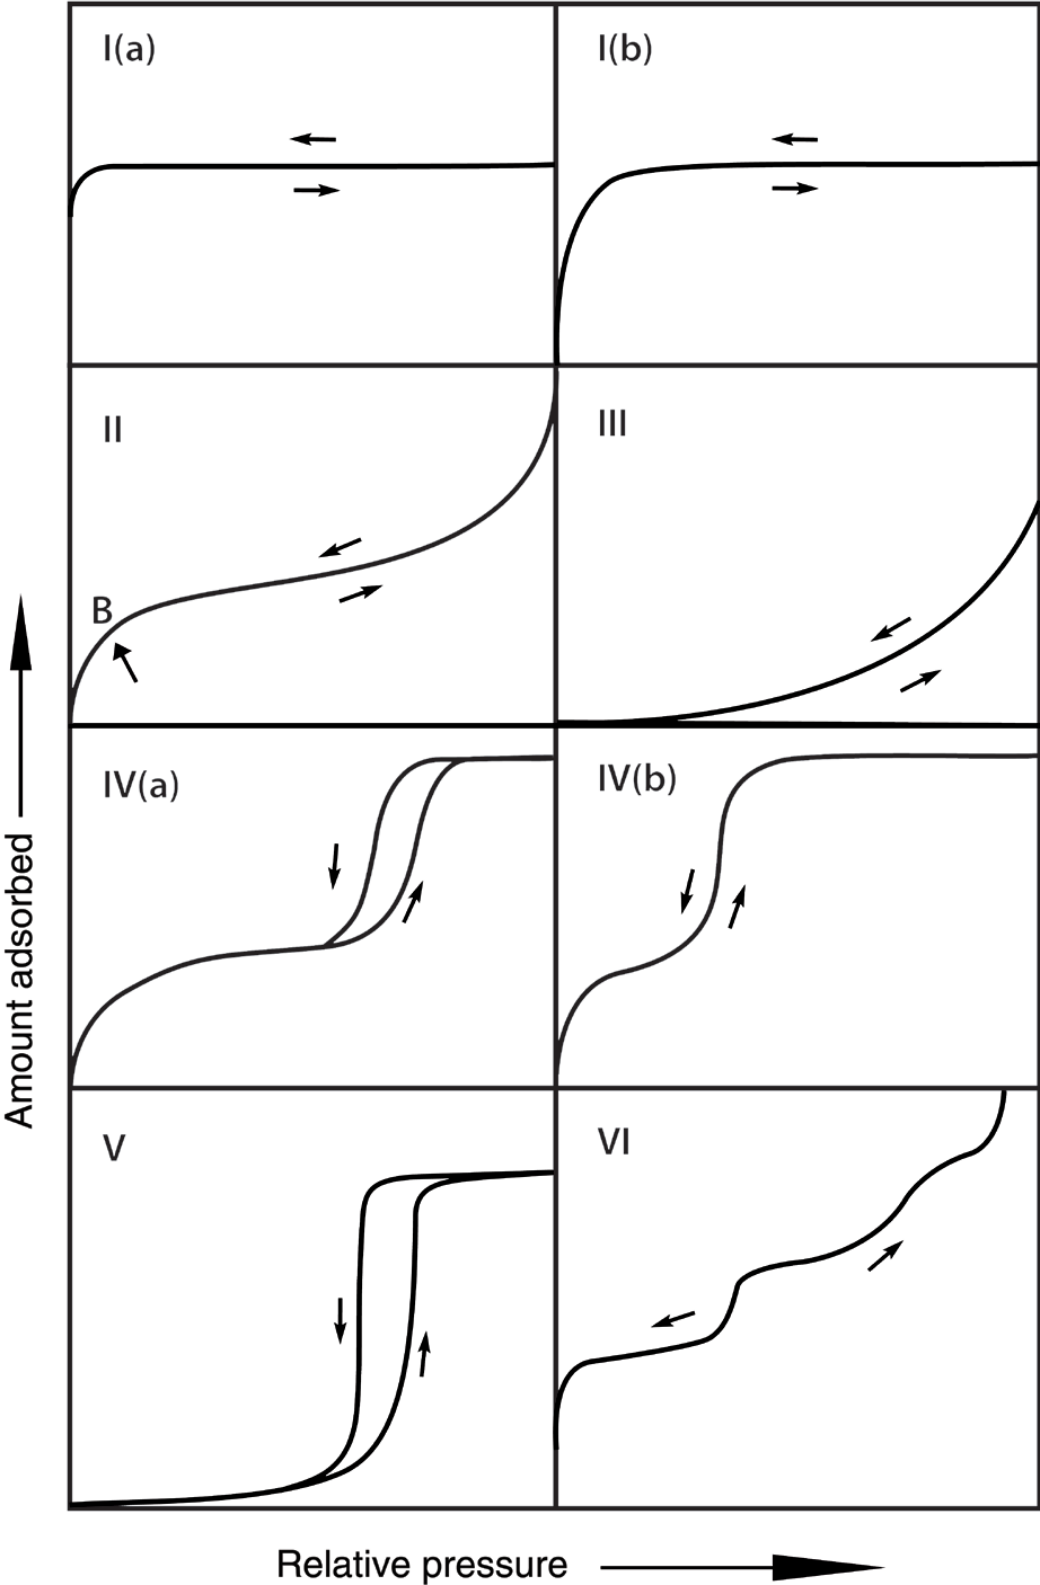 I(a)
I(b)
II
III
B
IV(a)
IV(b)
V
VI
Amount adsorbed
Relative pressure